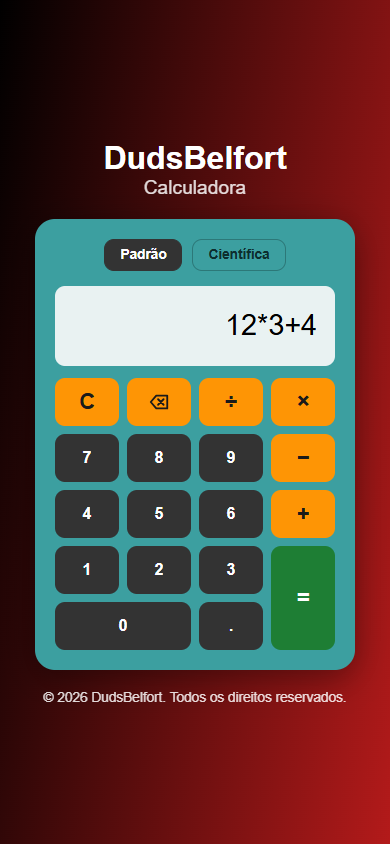 DudsBelfort
Calculadora
Padrão Científica
12*3+4
C ÷ ×
7 8 9 −
4 5 6 +
1 2 3 =
0 .
© 2026 DudsBelfort. Todos os direitos reservados.